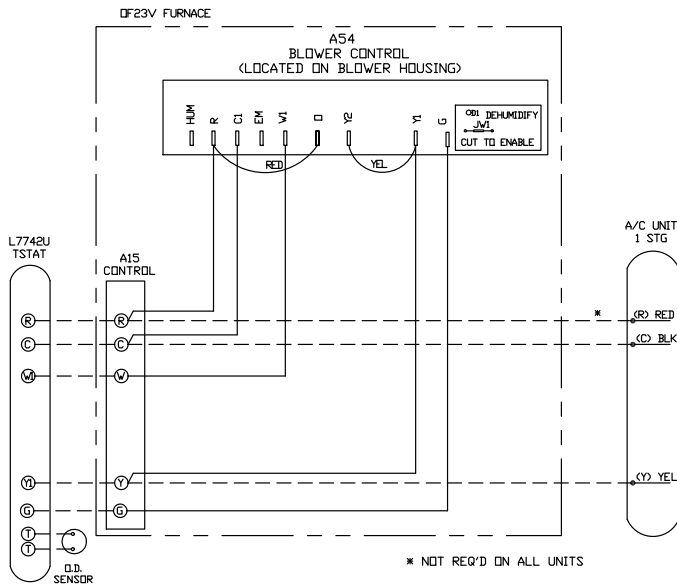 OF23V FURNACE
A54
BLOWER CONTROL
(LOCATED ON BLOWER HOUSING)
HUM
R
C1
EM
W1
O
Y2
Y1
G
OD1 DEHUMIDIFY
JW1
CUT TO ENABLE
RED
YEL
L7742U
TSTAT
A15
CONTROL
A/C UNIT
1 STG
R
R
*
(R) RED
C
C
(C) BLK
W1
W
Y1
Y
(Y) YEL
G
G
T
T
O.D.
SENSOR
* NOT REQ'D ON ALL UNITS